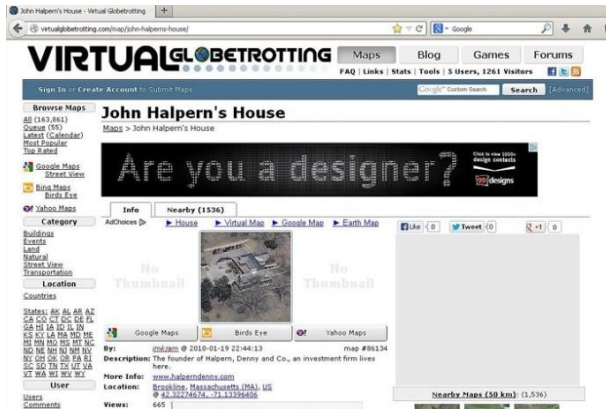 John Halpern's House - Virtual Globetrotting
virtualglobetrotting.com/map/john-halperns-house/
Google
VIRTUALGLOBETROTTING
Maps
Blog
Games
Forums
FAQ | Links | Stats | Tools | 5 Users, 1261 Visitors
Sign In or Create Account to Submit Maps
Google Custom Search
Search
[Advanced]
Browse Maps
All (163,861)
Queue (55)
Latest (Calendar)
Most Popular
Top Rated
Google Maps
Street View
Bing Maps
Birds Eye
Yahoo Maps
Category
Buildings
Events
Land
Natural
Street View
Transportation
Location
Countries
States: AK AL AR AZ
CA CO CT DC DE FL
GA HI IA ID IL IN
KS KY LA MA MD ME
MI MN MO MS MT NC
ND NE NH NJ NM NV
NY OH OK OR PA RI
SC SD TN TX UT VA
VT WA WI WV WY
User
Users
Comments
John Halpern's House
Maps > John Halpern's House
Are you a designer?
Click to view 1000+
design contests
99designs
Info
Nearby (1536)
AdChoices
House
Virtual Map
Google Map
Earth Map
Like 0
Tweet 0
+1 0
No
Thumbnail
No
Thumbnail
Google Maps
Birds Eye
Yahoo Maps
By: @ 2010-01-19 22:44:13 map #86134
Description: The founder of Halpern, Denny and Co., an investment firm lives
here.
More Info: www.halperndenny.com
Location: Brookline, Massachusetts (MA), US
@ 42.32274674, -71.13396406
Views: 665
Nearby Maps (50 km): (1,536)